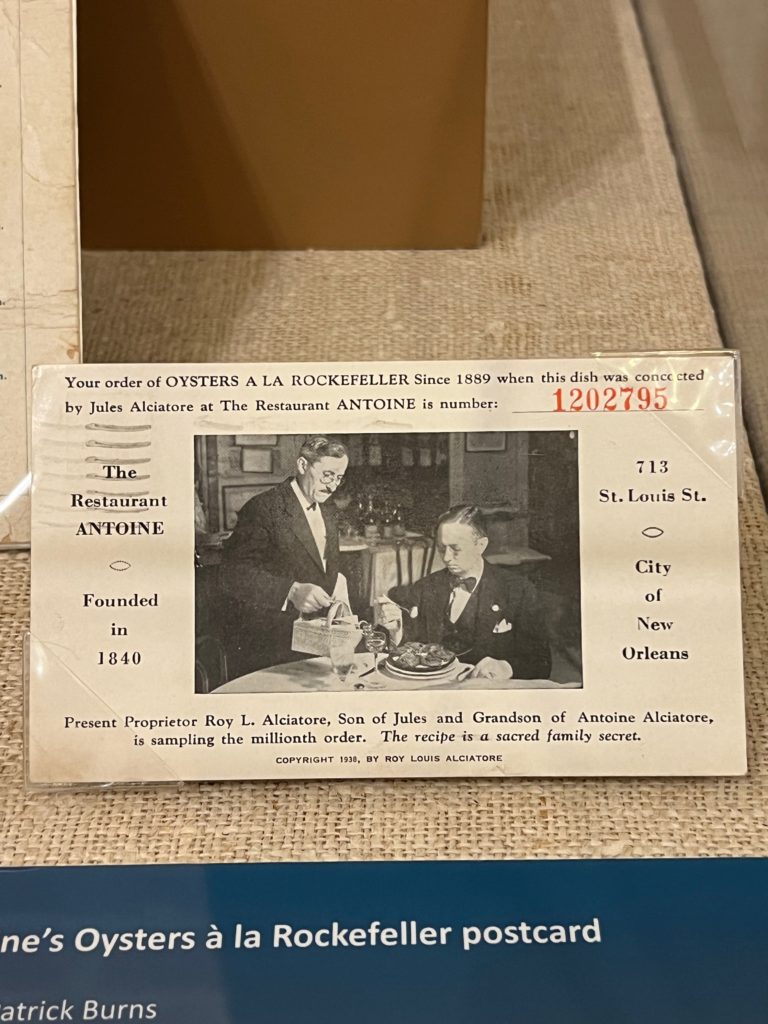 Your order of OYSTERS A LA ROCKEFELLER Since 1889 when this dish was concocted
by Jules Alciatore at The Restaurant ANTOINE is number: 1202795
The
Restaurant
ANTOINE
Founded
in
1840
713
St. Louis St.
City
of
New
Orleans
Present Proprietor Roy L. Alciatore, Son of Jules and Grandson of Antoine Alciatore,
is sampling the millionth order. The recipe is a sacred family secret.
COPYRIGHT 1938, BY ROY LOUIS ALCIATORE
ne's Oysters à la Rockefeller postcard
atrick Burns